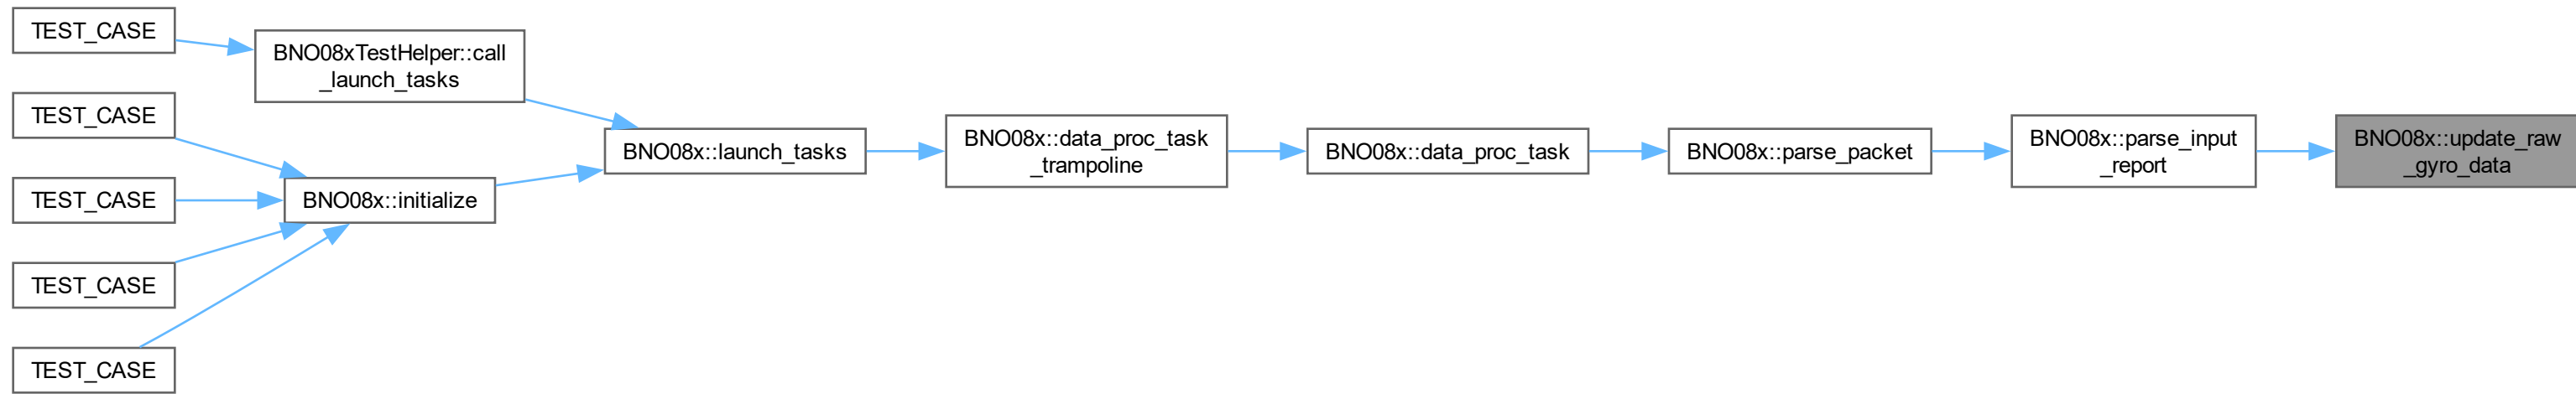 TEST_CASE
TEST_CASE
TEST_CASE
TEST_CASE
TEST_CASE
BNO08xTestHelper::call
_launch_tasks
BNO08x::initialize
BNO08x::launch_tasks
BNO08x::data_proc_task
_trampoline
BNO08x::data_proc_task
BNO08x::parse_packet
BNO08x::parse_input
_report
BNO08x::update_raw
_gyro_data